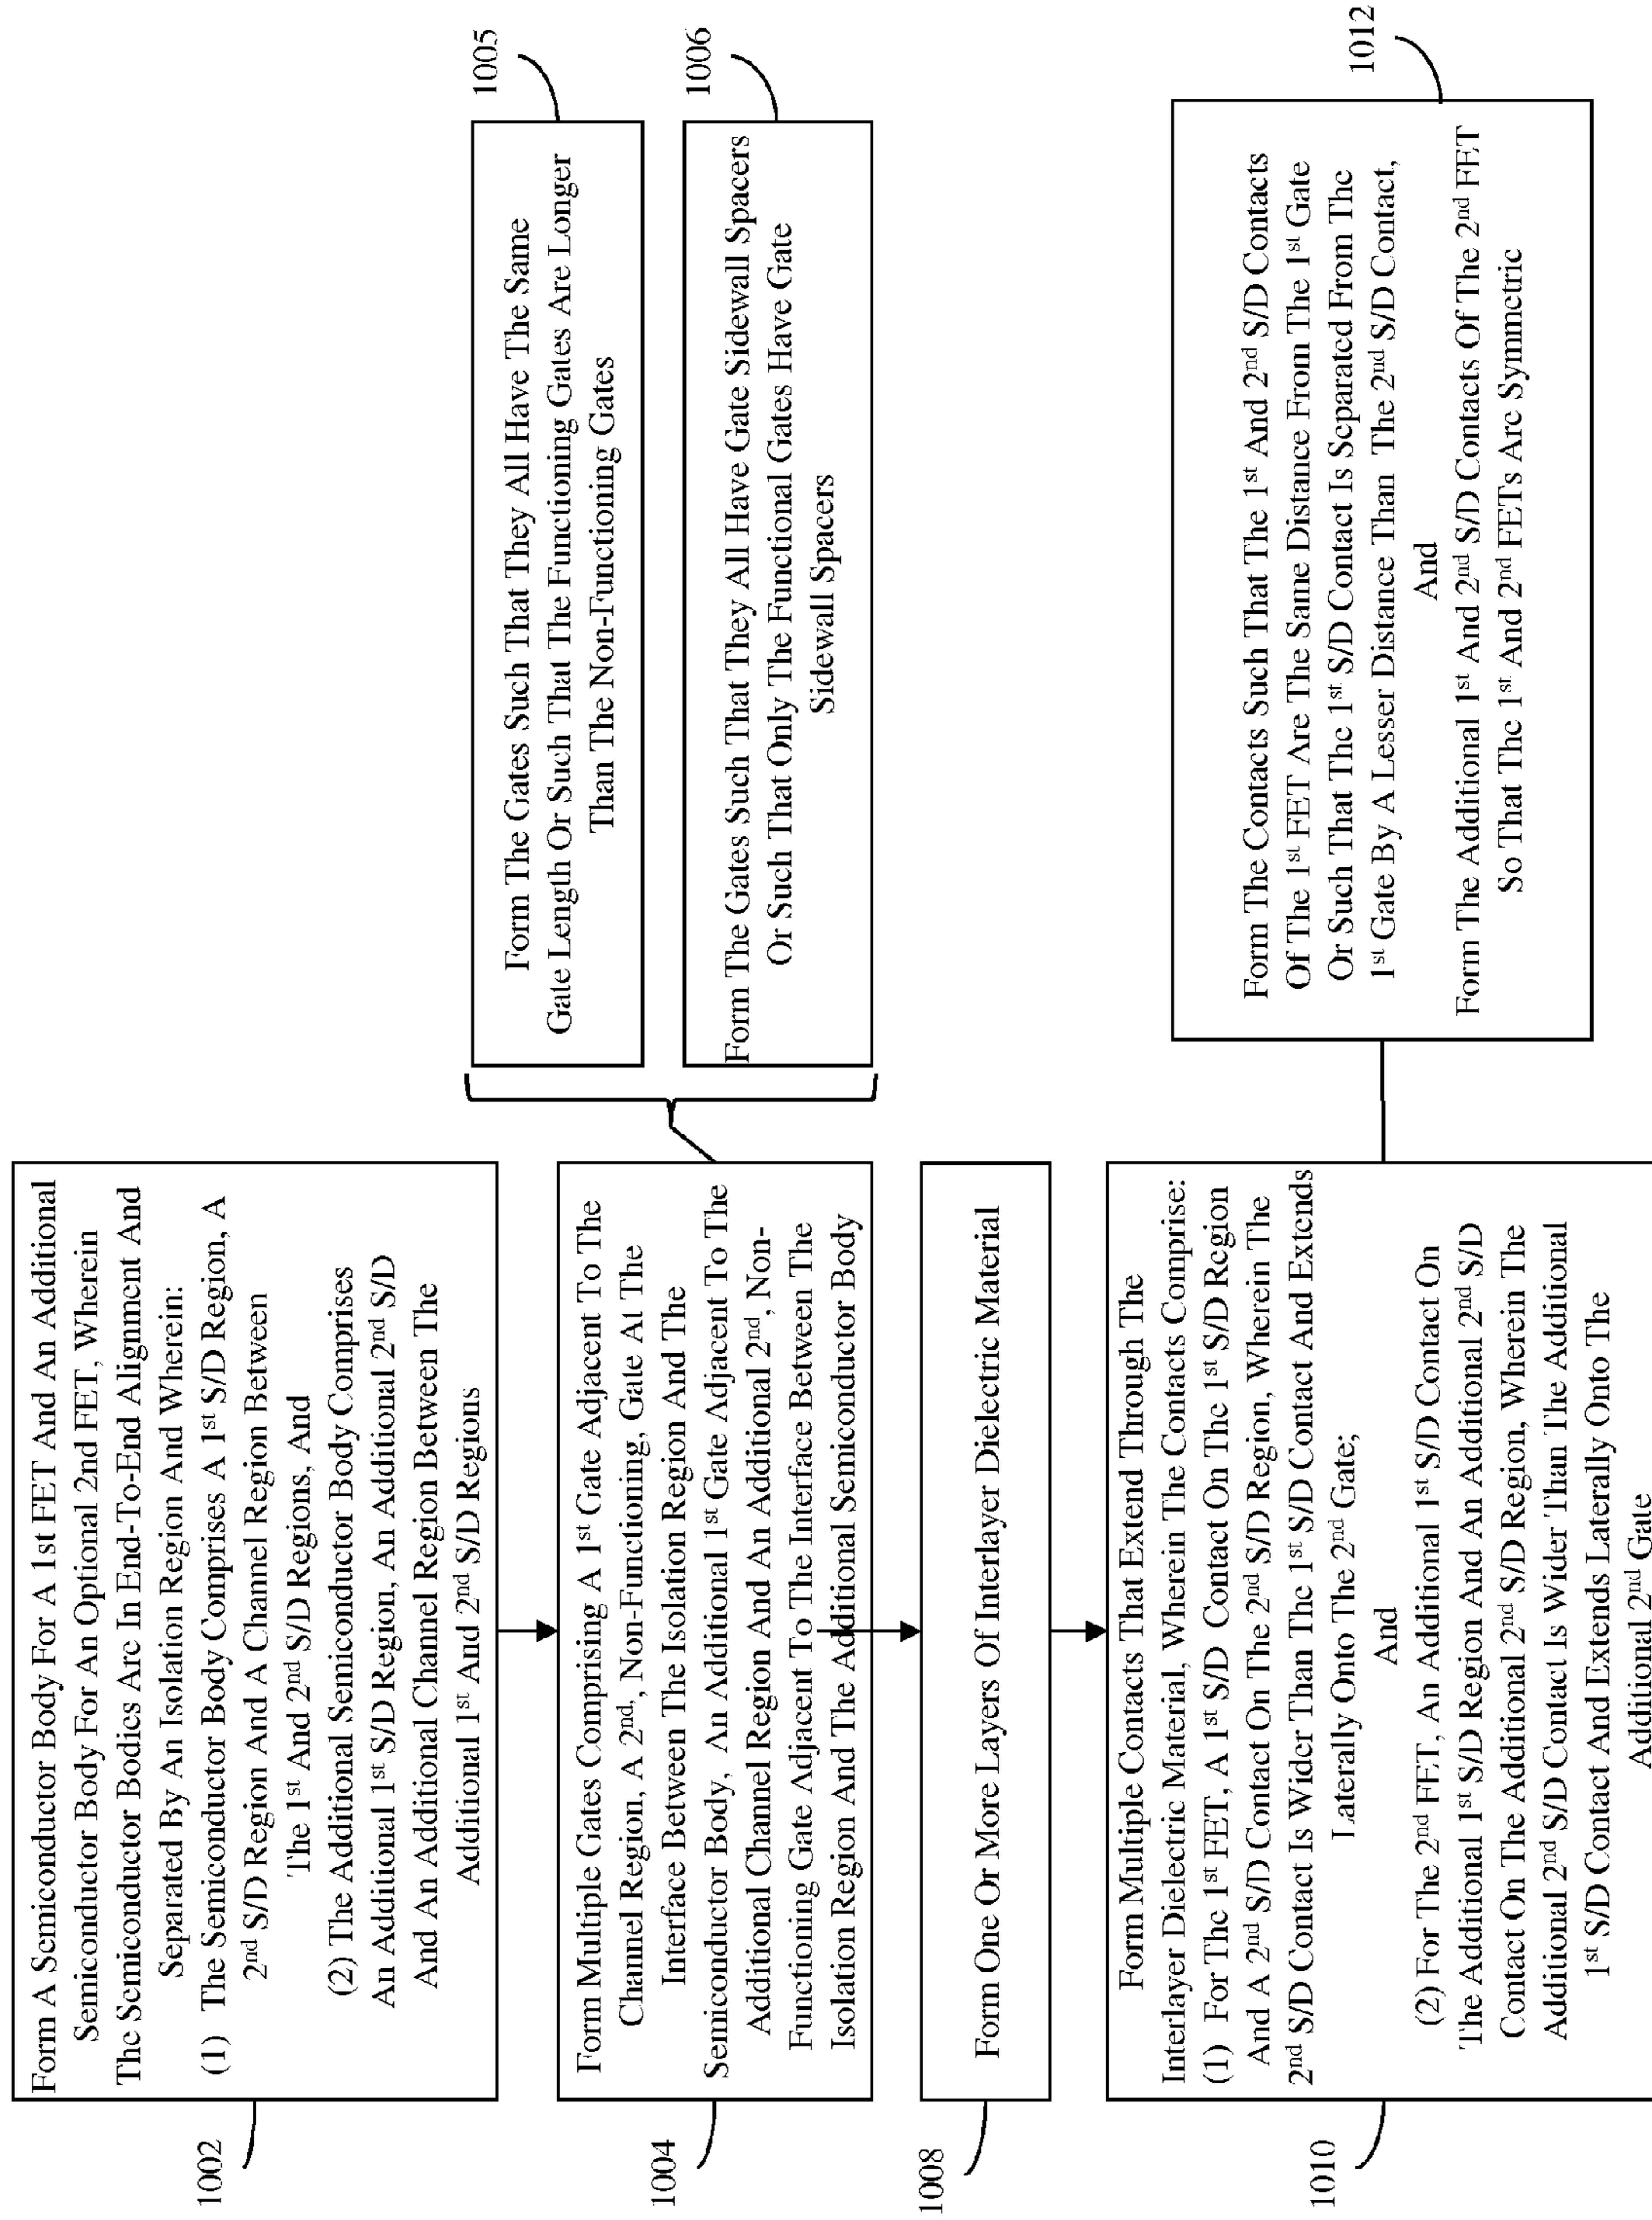 1002
Form A Semiconductor Body For A 1st FET And An Additional
Semiconductor Body For An Optional 2nd FET, Wherein
The Semiconductor Bodies Are In End-To-End Alignment And
Separated By An Isolation Region And Wherein:
(1) The Semiconductor Body Comprises A 1st S/D Region, A
2nd S/D Region And A Channel Region Between
The 1st And 2nd S/D Regions, And
(2) The Additional Semiconductor Body Comprises
An Additional 1st S/D Region, An Additional 2nd S/D
And An Additional Channel Region Between The
Additional 1st And 2nd S/D Regions
1004
Form Multiple Gates Comprising A 1st Gate Adjacent To The
Channel Region, A 2nd, Non-Functioning, Gate At The
Interface Between The Isolation Region And The
Semiconductor Body, An Additional 1st Gate Adjacent To The
Additional Channel Region And An Additional 2nd, Non-
Functioning Gate Adjacent To The Interface Between The
Isolation Region And The Additional Semiconductor Body
1005
Form The Gates Such That They All Have The Same
Gate Length Or Such That The Functioning Gates Are Longer
Than The Non-Functioning Gates
1006
Form The Gates Such That They All Have Gate Sidewall Spacers
Or Such That Only The Functional Gates Have Gate
Sidewall Spacers
1008
Form One Or More Layers Of Interlayer Dielectric Material
1010
Form Multiple Contacts That Extend Through The
Interlayer Dielectric Material, Wherein The Contacts Comprise:
(1) For The 1st FET, A 1st S/D Contact On The 1st S/D Region
And A 2nd S/D Contact On The 2nd S/D Region, Wherein The
2nd S/D Contact Is Wider Than The 1st S/D Contact And Extends
Laterally Onto The 2nd Gate;
And
(2) For The 2nd FET, An Additional 1st S/D Contact On
The Additional 1st S/D Region And An Additional 2nd S/D
Contact On The Additional 2nd S/D Region, Wherein The
Additional 2nd S/D Contact Is Wider Than The Additional
1st S/D Contact And Extends Laterally Onto The
Additional 2nd Gate
1012
Form The Contacts Such That The 1st And 2nd S/D Contacts
Of The 1st FET Are The Same Distance From The 1st Gate
Or Such That The 1st S/D Contact Is Separated From The
1st Gate By A Lesser Distance Than The 2nd S/D Contact,
And
Form The Additional 1st And 2nd S/D Contacts Of The 2nd FET
So That The 1st And 2nd FETs Are Symmetric